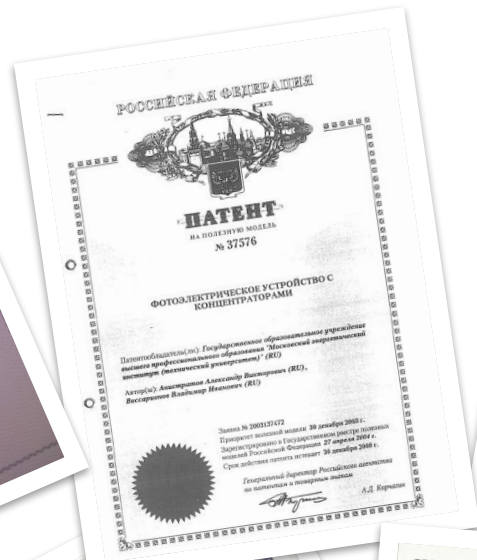 РОССИЙСКАЯ ФЕДЕРАЦИЯ
ПАТЕНТ
НА ПОЛЕЗНУЮ МОДЕЛЬ
№ 37576
ФОТОЭЛЕКТРИЧЕСКОЕ УСТРОЙСТВО С
КОНЦЕНТРАТОРАМИ
Патентообладатель(ли): Государственное образовательное учреждение
высшего профессионального образования "Московский энергетический
институт (технический университет)" (RU)
Автор(ы): Анистратов Александр Викторович (RU),
Виссарионов Владимир Иванович (RU)
Заявка № 2003137472
Приоритет полезной модели 30 декабря 2003 г.
Зарегистрировано в Государственном реестре полезных
моделей Российской Федерации 27 апреля 2004 г.
Срок действия патента истекает 30 декабря 2008 г.
Генеральный директор Российского агентства
по патентам и товарным знакам
А.Д. Корчагин